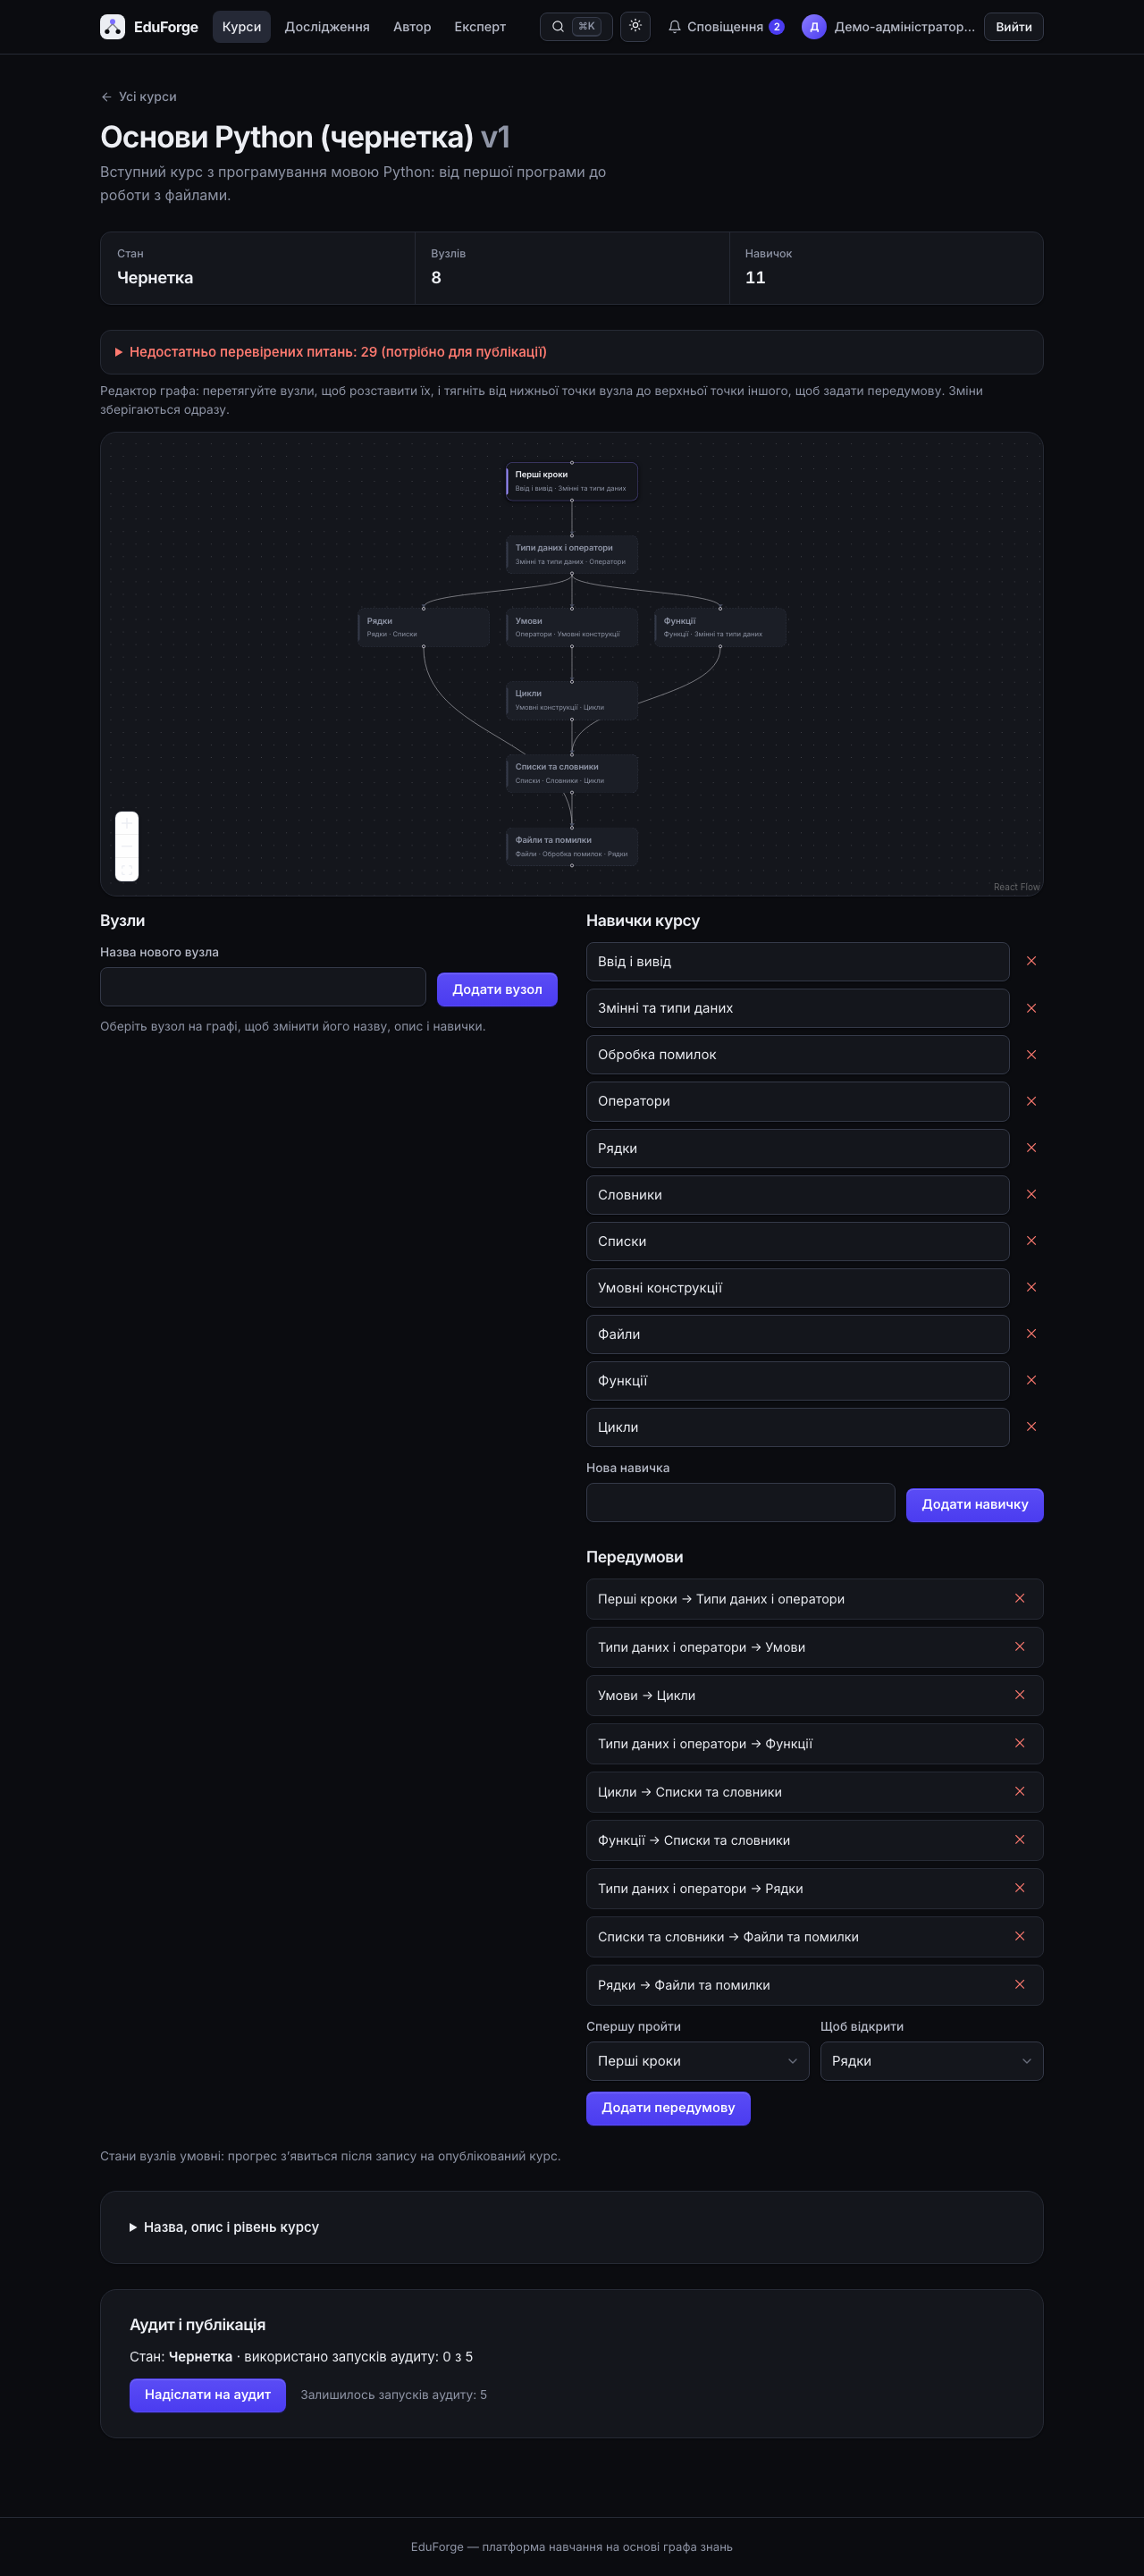 EduForge
Курси
Дослідження
Автор
Експерт
⌘K
Сповіщення 2
Д
Демо-адміністратор...
Вийти
← Усі курси
Основи Python (чернетка) v1
Вступний курс з програмування мовою Python: від першої програми до
роботи з файлами.
Стан
Чернетка
Вузлів
8
Навичок
11
Недостатньо перевірених питань: 29 (потрібно для публікації)
Редактор графа: перетягуйте вузли, щоб розставити їх, і тягніть від нижньої точки вузла до верхньої точки іншого, щоб задати передумову. Зміни
зберігаються одразу.
Перші кроки
Ввід і вивід · Змінні та типи даних
Типи даних і оператори
Змінні та типи даних · Оператори
Рядки
Рядки · Списки
Умови
Оператори · Умовні конструкції
Функції
Функції · Змінні та типи даних
Цикли
Умовні конструкції · Цикли
Списки та словники
Списки · Словники · Цикли
Файли та помилки
Файли · Обробка помилок · Рядки
React Flow
Вузли
Назва нового вузла
Додати вузол
Оберіть вузол на графі, щоб змінити його назву, опис і навички.
Навички курсу
Ввід і вивід
Змінні та типи даних
Обробка помилок
Оператори
Рядки
Словники
Списки
Умовні конструкції
Файли
Функції
Цикли
Нова навичка
Додати навичку
Передумови
Перші кроки → Типи даних і оператори
Типи даних і оператори → Умови
Умови → Цикли
Типи даних і оператори → Функції
Цикли → Списки та словники
Функції → Списки та словники
Типи даних і оператори → Рядки
Списки та словники → Файли та помилки
Рядки → Файли та помилки
Спершу пройти
Щоб відкрити
Перші кроки
Рядки
Додати передумову
Стани вузлів умовні: прогрес з’явиться після запису на опублікований курс.
Назва, опис і рівень курсу
Аудит і публікація
Стан: Чернетка · використано запусків аудиту: 0 з 5
Надіслати на аудит
Залишилось запусків аудиту: 5
EduForge — платформа навчання на основі графа знань